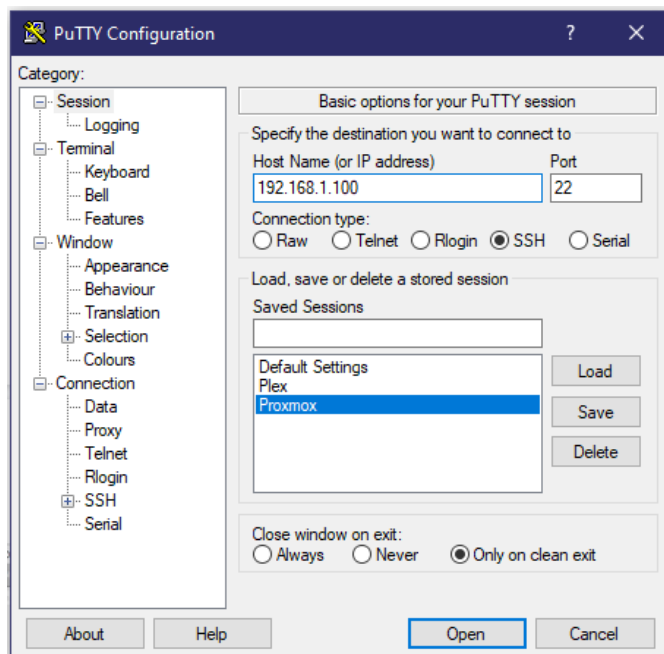 PuTTY Configuration
?
Category:
Session
Logging
Terminal
Keyboard
Bell
Features
Window
Appearance
Behaviour
Translation
Selection
Colours
Connection
Data
Proxy
Telnet
Rlogin
SSH
Serial
Basic options for your PuTTY session
Specify the destination you want to connect to
Host Name (or IP address) Port
192.168.1.100 22
Connection type:
Raw Telnet Rlogin SSH Serial
Load, save or delete a stored session
Saved Sessions
Default Settings
Plex
Proxmox
Load
Save
Delete
Close window on exit:
Always Never Only on clean exit
About Help Open Cancel